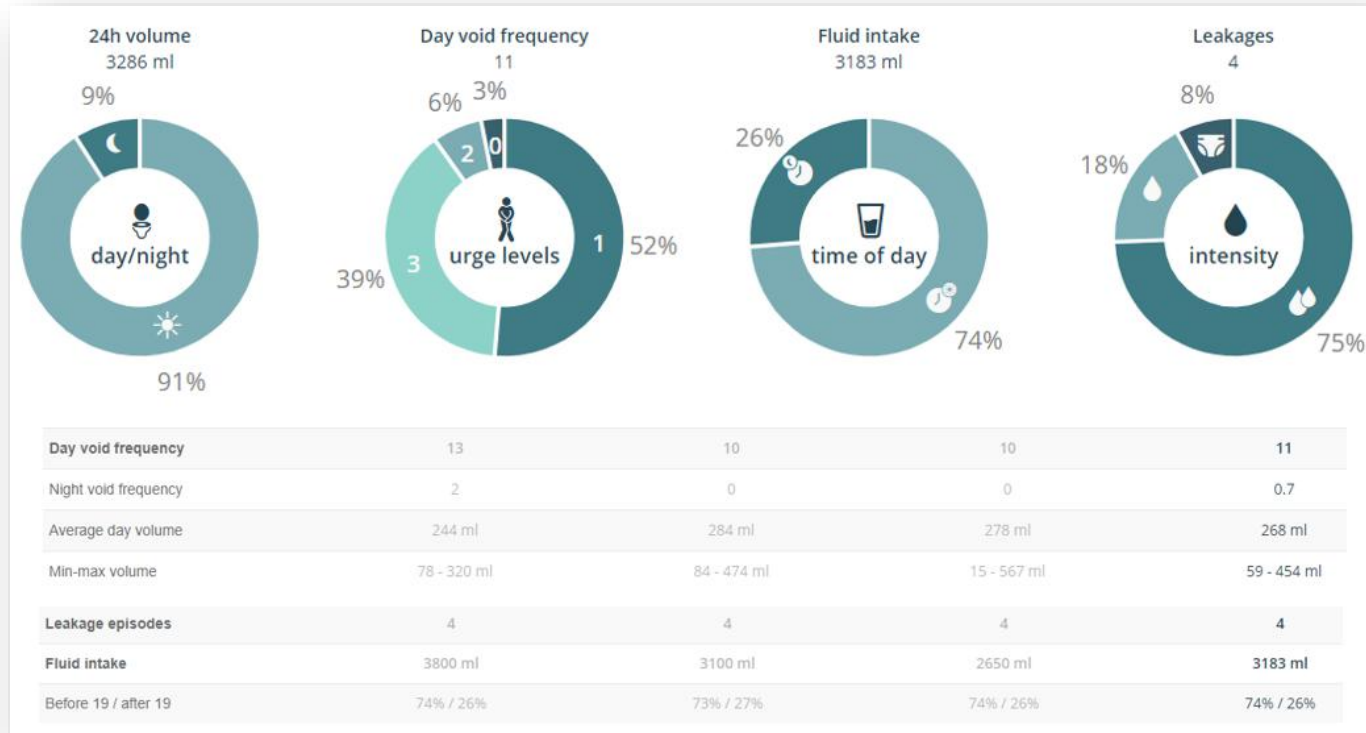 24h volume
3286 ml
9%
day/night
91%
Day void frequency
11
6% 3%
2 0
urge levels
1 52%
39% 3
Fluid intake
3183 ml
26%
time of day
74%
Leakages
4
8%
18%
intensity
75%
Day void frequency 13 10 10 11
Night void frequency 2 0 0 0.7
Average day volume 244 ml 284 ml 278 ml 268 ml
Min-max volume 78 - 320 ml 84 - 474 ml 15 - 567 ml 59 - 454 ml
Leakage episodes 4 4 4 4
Fluid intake 3800 ml 3100 ml 2650 ml 3183 ml
Before 19 / after 19 74% / 26% 73% / 27% 74% / 26% 74% / 26%